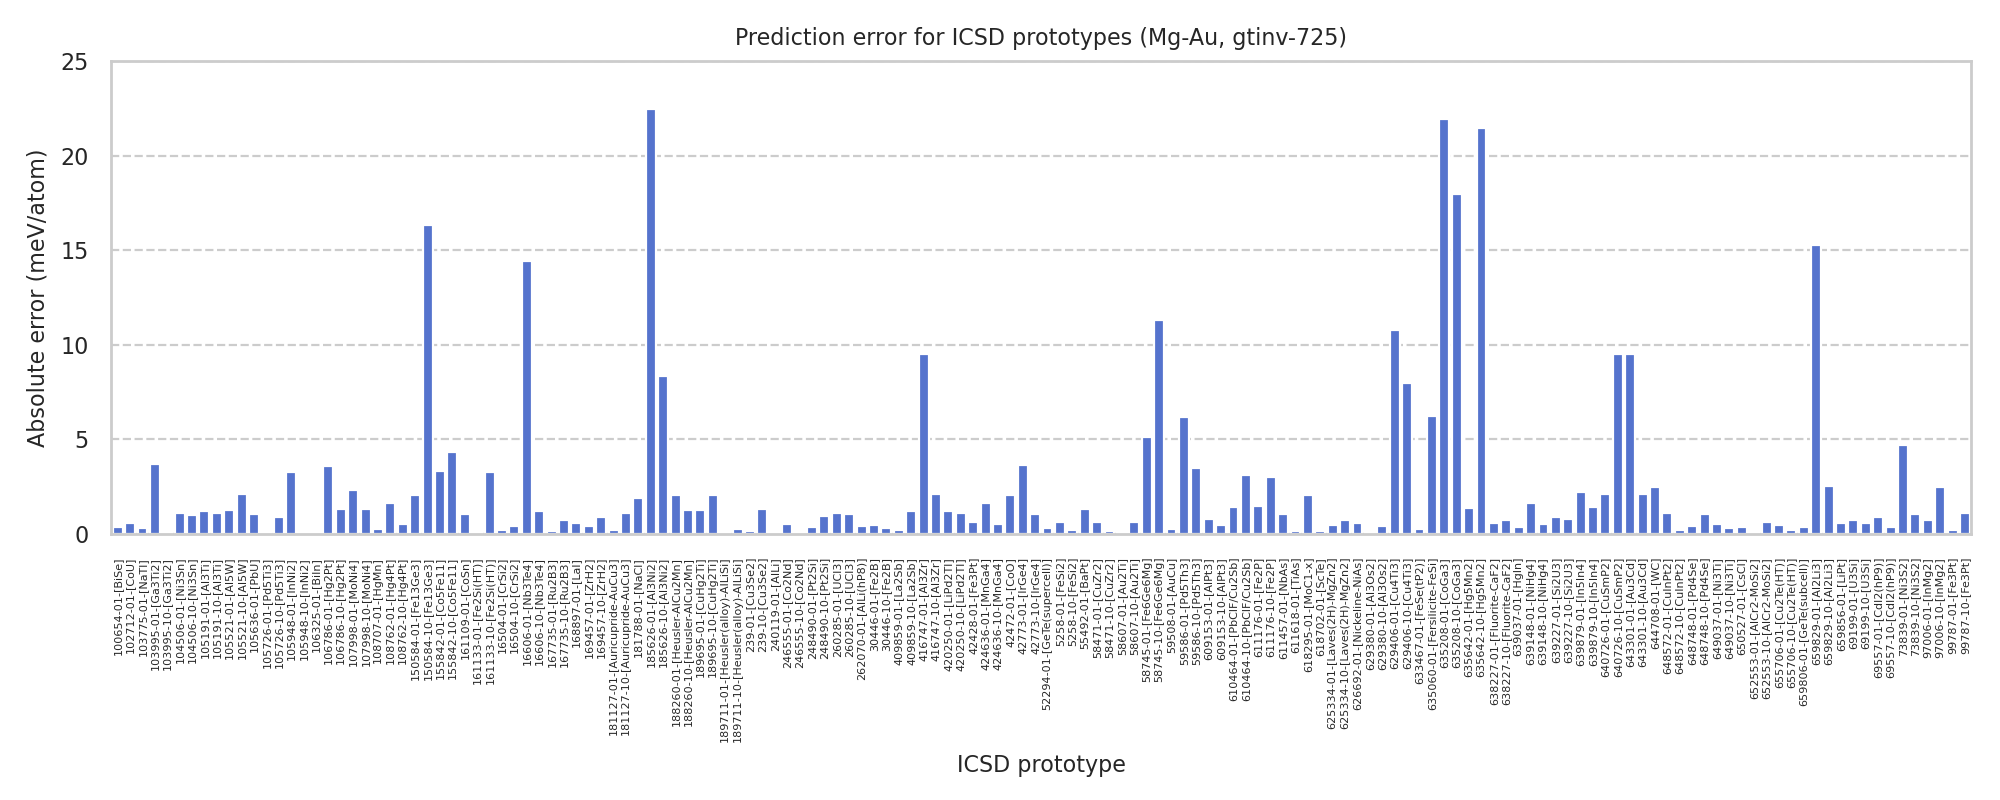 Prediction error for ICSD prototypes (Mg-Au, gtinv-725)
Absolute error (meV/atom)
25
20
15
10
5
0
100654-01-[BiSe]
102712-01-[CoU]
103775-01-[NaTl]
103995-01-[Ga3Ti2]
103995-10-[Ga3Ti2]
104506-01-[Ni3Sn]
104506-10-[Ni3Sn]
105191-01-[Al3Ti]
105191-10-[Al3Ti]
105521-01-[Al5W]
105521-10-[Al5W]
105636-01-[PbU]
105726-01-[Pd5Ti3]
105726-10-[Pd5Ti3]
105948-01-[InNi2]
105948-10-[InNi2]
106325-01-[BiIn]
106786-01-[Hg2Pt]
106786-10-[Hg2Pt]
107998-01-[MoNi4]
107998-10-[MoNi4]
108707-01-[HgMn]
108762-01-[Hg4Pt]
108762-10-[Hg4Pt]
150584-01-[Fe13Ge3]
150584-10-[Fe13Ge3]
155842-01-[Co5Fe11]
155842-10-[Co5Fe11]
161109-01-[CoSn]
161133-01-[Fe2Si(HT)]
161133-10-[Fe2Si(HT)]
16504-01-[CrSi2]
16504-10-[CrSi2]
16606-01-[Nb3Te4]
16606-10-[Nb3Te4]
167735-01-[Ru2B3]
167735-10-[Ru2B3]
168897-01-[LaI]
169457-01-[ZrH2]
169457-10-[ZrH2]
181127-01-[Auricupride-AuCu3]
181127-10-[Auricupride-AuCu3]
181788-01-[NaCl]
185626-01-[Al3Ni2]
185626-10-[Al3Ni2]
188260-01-[Heusler-AlCu2Mn]
188260-10-[Heusler-AlCu2Mn]
189695-01-[CuHg2Ti]
189695-10-[CuHg2Ti]
189711-01-[Heusler(alloy)-AlLiSi]
189711-10-[Heusler(alloy)-AlLiSi]
239-01-[Cu3Se2]
239-10-[Cu3Se2]
240119-01-[AlLi]
246555-01-[Co2Nd]
246555-10-[Co2Nd]
248490-01-[Pt2Si]
248490-10-[Pt2Si]
260285-01-[UCl3]
260285-10-[UCl3]
262070-01-[AlLi(hP8)]
30446-01-[Fe2B]
30446-10-[Fe2B]
409859-01-[La2Sb]
409859-10-[La2Sb]
416747-01-[Al3Zr]
416747-10-[Al3Zr]
420250-01-[LiPd2Tl]
420250-10-[LiPd2Tl]
42428-01-[Fe3Pt]
424636-01-[MnGa4]
424636-10-[MnGa4]
42472-01-[CoO]
42773-01-[IrGe4]
42773-10-[IrGe4]
52294-01-[GeTe(supercell)]
5258-01-[FeSi2]
5258-10-[FeSi2]
55492-01-[BaPt]
58471-01-[CuZr2]
58471-10-[CuZr2]
58607-01-[Au2Ti]
58607-10-[Au2Ti]
58745-01-[Fe6Ge6Mg]
58745-10-[Fe6Ge6Mg]
59508-01-[AuCu]
59586-01-[Pd5Th3]
59586-10-[Pd5Th3]
609153-01-[AlPt3]
609153-10-[AlPt3]
610464-01-[PbClF/Cu2Sb]
610464-10-[PbClF/Cu2Sb]
611176-01-[Fe2P]
611176-10-[Fe2P]
611457-01-[NbAs]
611618-01-[TiAs]
618295-01-[MoC1-x]
618702-01-[ScTe]
625334-01-[Laves(2H)-MgZn2]
625334-10-[Laves(2H)-MgZn2]
626692-01-[Nickeline-NiAs]
629380-01-[Al3Os2]
629380-10-[Al3Os2]
629406-01-[Cu4Ti3]
629406-10-[Cu4Ti3]
633467-01-[FeSe(tP2)]
635060-01-[Fersilicite-FeSi]
635208-01-[CoGa3]
635208-10-[CoGa3]
635642-01-[Hg5Mn2]
635642-10-[Hg5Mn2]
638227-01-[Fluorite-CaF2]
638227-10-[Fluorite-CaF2]
639037-01-[HgIn]
639148-01-[NiHg4]
639148-10-[NiHg4]
639227-01-[Si2U3]
639227-10-[Si2U3]
639879-01-[In5In4]
639879-10-[In5In4]
640726-01-[CuSmP2]
640726-10-[CuSmP2]
643301-01-[Au3Cd]
643301-10-[Au3Cd]
644708-01-[WC]
648572-01-[CuInPt2]
648572-10-[CuInPt2]
648748-01-[Pd4Se]
648748-10-[Pd4Se]
649037-01-[Ni3Ti]
649037-10-[Ni3Ti]
650527-01-[CsCl]
652553-01-[AlCr2-MoSi2]
652553-10-[AlCr2-MoSi2]
655706-01-[Cu2Te(HT)]
655706-10-[Cu2Te(HT)]
659806-01-[GeTe(subcell)]
659829-01-[Al2Li3]
659829-10-[Al2Li3]
659856-01-[LiPt]
69199-01-[U3Si]
69199-10-[U3Si]
69557-01-[CdI2(hP9)]
69557-10-[CdI2(hP9)]
73839-01-[Ni3S2]
73839-10-[Ni3S2]
97006-01-[InMg2]
97006-10-[InMg2]
99787-01-[Fe3Pt]
99787-10-[Fe3Pt]
ICSD prototype